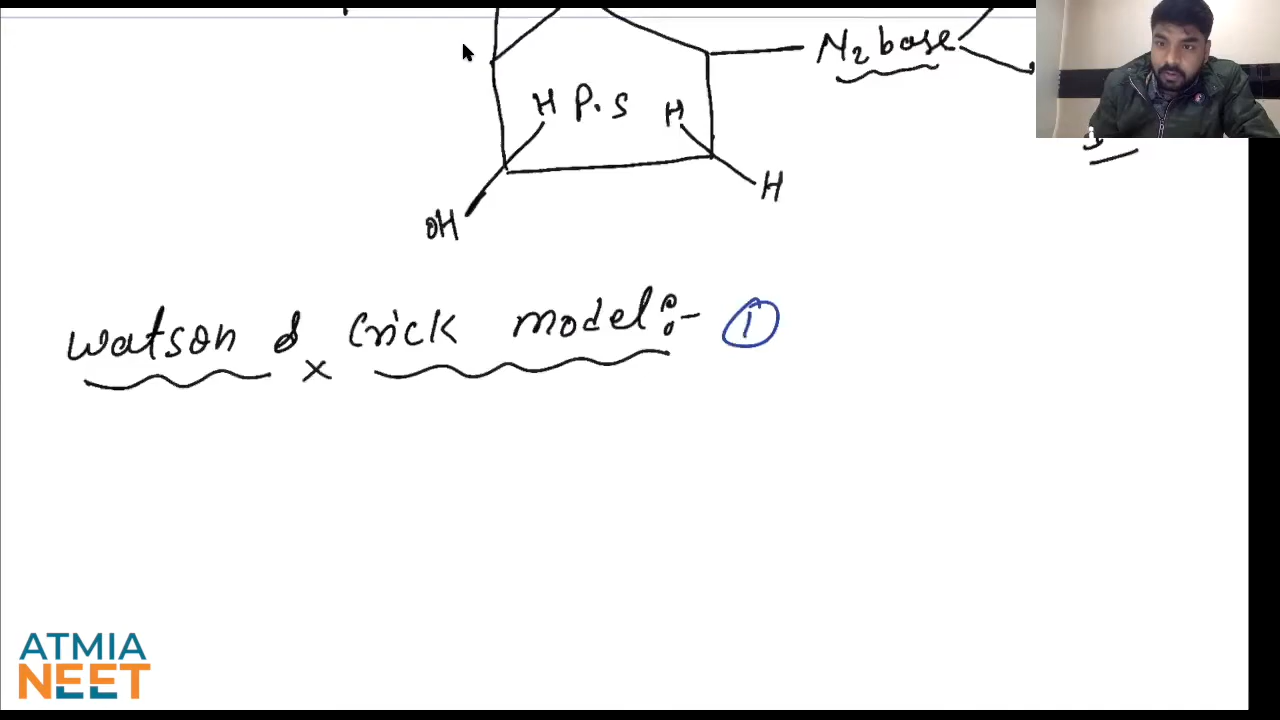 N2 base
H P.S H
H
OH
Watson & Crick model :- 1
x
ATMIA
NEET